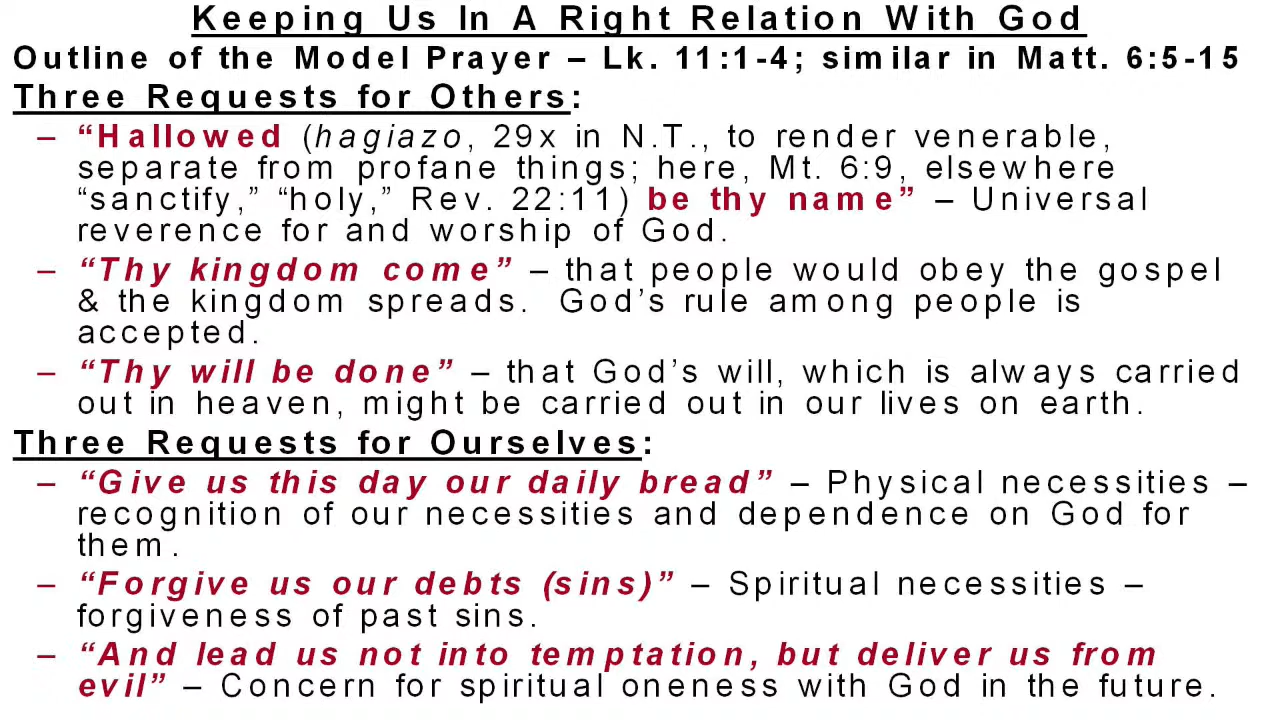 Keeping Us In A Right Relation With God
Outline of the Model Prayer – Lk. 11:1-4; similar in Matt. 6:5-15
Three Requests for Others:
– “Hallowed (hagiazo, 29x in N.T., to render venerable,
separate from profane things; here, Mt. 6:9, elsewhere
“sanctify,” “holy,” Rev. 22:11) be thy name” – Universal
reverence for and worship of God.
– “Thy kingdom come” – that people would obey the gospel
& the kingdom spreads. God’s rule among people is
accepted.
– “Thy will be done” – that God’s will, which is always carried
out in heaven, might be carried out in our lives on earth.
Three Requests for Ourselves:
– “Give us this day our daily bread” – Physical necessities –
recognition of our necessities and dependence on God for
them.
– “Forgive us our debts (sins)” – Spiritual necessities –
forgiveness of past sins.
– “And lead us not into temptation, but deliver us from
evil” – Concern for spiritual oneness with God in the future.